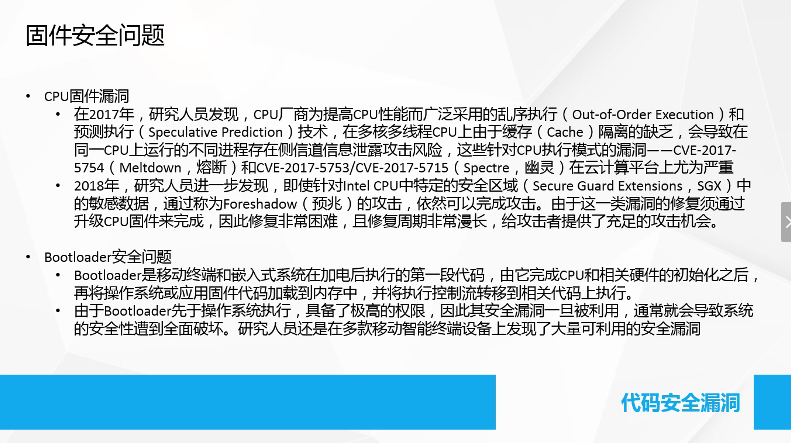 固件安全问题
• CPU固件漏洞
• 在2017年，研究人员发现，CPU厂商为提高CPU性能而广泛采用的乱序执行（Out-of-Order Execution）和
预测执行（Speculative Prediction）技术，在多核多线程CPU上由于缓存（Cache）隔离的缺乏，会导致在
同一CPU上运行的不同进程存在侧信道信息泄露攻击风险，这些针对CPU执行模式的漏洞——CVE-2017-
5754（Meltdown，熔断）和CVE-2017-5753/CVE-2017-5715（Spectre，幽灵）在云计算平台上尤为严重
• 2018年，研究人员进一步发现，即使针对Intel CPU中特定的安全区域（Secure Guard Extensions，SGX）中
的敏感数据，通过称为Foreshadow（预兆）的攻击，依然可以完成攻击。由于这一类漏洞的修复须通过
升级CPU固件来完成，因此修复非常困难，且修复周期非常漫长，给攻击者提供了充足的攻击机会。
• Bootloader安全问题
• Bootloader是移动终端和嵌入式系统在加电后执行的第一段代码，由它完成CPU和相关硬件的初始化之后，
再将操作系统或应用固件代码加载到内存中，并将执行控制流转移到相关代码上执行。
• 由于Bootloader先于操作系统执行，具备了极高的权限，因此其安全漏洞一旦被利用，通常就会导致系统
的安全性遭到全面破坏。研究人员还是在多款移动智能终端设备上发现了大量可利用的安全漏洞
代码安全漏洞